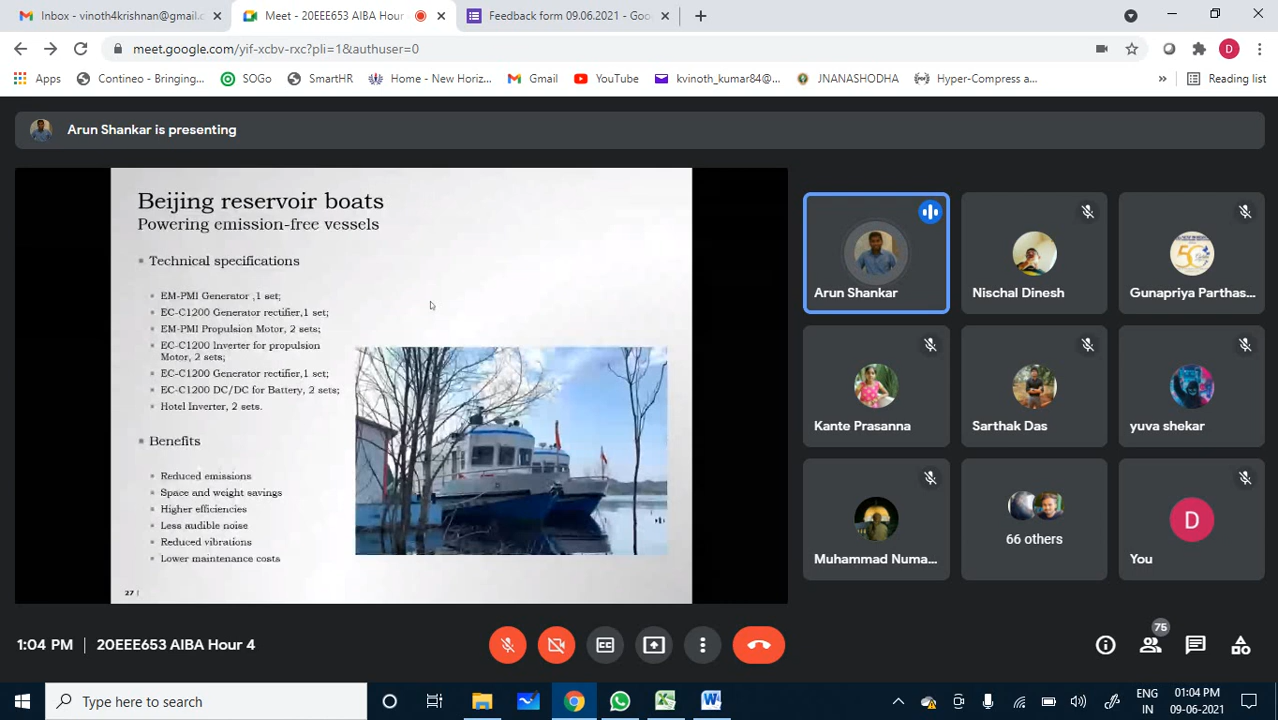 Inbox - vinoth4krishnan@gmail.c
Meet - 20EEE653 AIBA Hour
Feedback form 09.06.2021 - Goo
meet.google.com/yif-xcbv-rxc?pli=1&authuser=0
D
Apps
Contineo - Bringing...
SOGo
SmartHR
Home - New Horiz...
Gmail
YouTube
kvinoth_kumar84@...
JNANASHODHA
Hyper-Compress a...
»
Reading list
Arun Shankar is presenting
Beijing reservoir boats
Powering emission-free vessels
Technical specifications
EM-PMI Generator ,1 set;
EC-C1200 Generator rectifier,1 set;
EM-PMI Propulsion Motor, 2 sets;
EC-C1200 Inverter for propulsion
Motor, 2 sets;
EC-C1200 Generator rectifier,1 set;
EC-C1200 DC/DC for Battery, 2 sets;
Hotel Inverter, 2 sets.
Benefits
Reduced emissions
Space and weight savings
Higher efficiencies
Less audible noise
Reduced vibrations
Lower maintenance costs
27 |
Arun Shankar
Nischal Dinesh
Gunapriya Parthas...
Kante Prasanna
Sarthak Das
yuva shekar
Muhammad Numa...
66 others
D
You
1:04 PM | 20EEE653 AIBA Hour 4
CC
75
Type here to search
ENG
IN
01:04 PM
09-06-2021